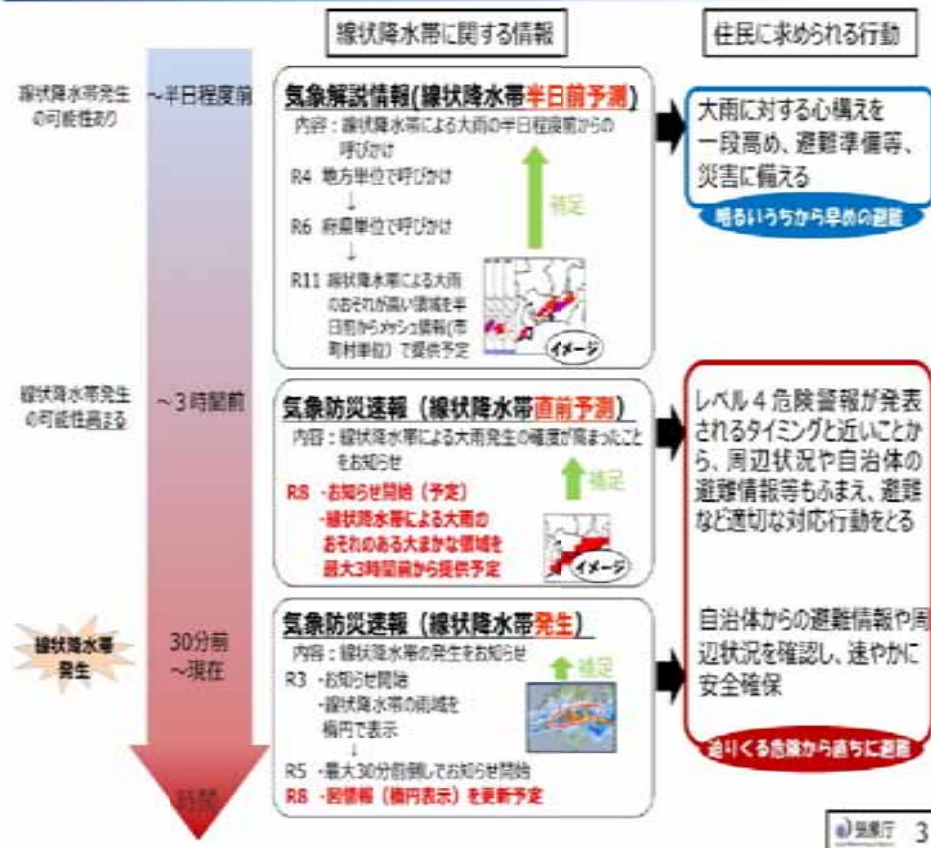 線状降水帯に関する情報
住民に求められる行動
線状降水帯発生
の可能性あり
～半日程度前
気象解説情報(線状降水帯半日前予測)
内容：線状降水帯による大雨の半日程度前からの
呼びかけ
R4 地方単位で呼びかけ
↓
R6 府県単位で呼びかけ
↓
R11 線状降水帯による大雨
のおそれが高い領域を半
日前からメッシュ情報(市
町村単位）で提供予定
補足
イメージ
大雨に対する心構えを
一段高め、避難準備等、
災害に備える
明るいうちから早めの避難
線状降水帯発生
の可能性高まる
～3時間前
気象防災速報（線状降水帯直前予測）
内容：線状降水帯による大雨発生の確度が高まったこと
をお知らせ
R8 ・お知らせ開始（予定）
・線状降水帯による大雨の
おそれのある大まかな領域を
最大3時間前から提供予定
補足
イメージ
レベル４危険警報が発表
されるタイミングと近いことか
ら、周辺状況や自治体の
避難情報等もふまえ、避難
など適切な対応行動をとる
線状降水帯
発生
30分前
～現在
気象防災速報（線状降水帯発生）
内容：線状降水帯の発生をお知らせ
R3 ・お知らせ開始
・線状降水帯の雨域を
楕円で表示
↓
R5 ・最大30分前倒してお知らせ開始
R8 ・図情報（楕円表示）を更新予定
補足
自治体からの避難情報や周
辺状況を確認し、速やかに
安全確保
迫りくる危険から直ちに避難
時間
気象庁 3